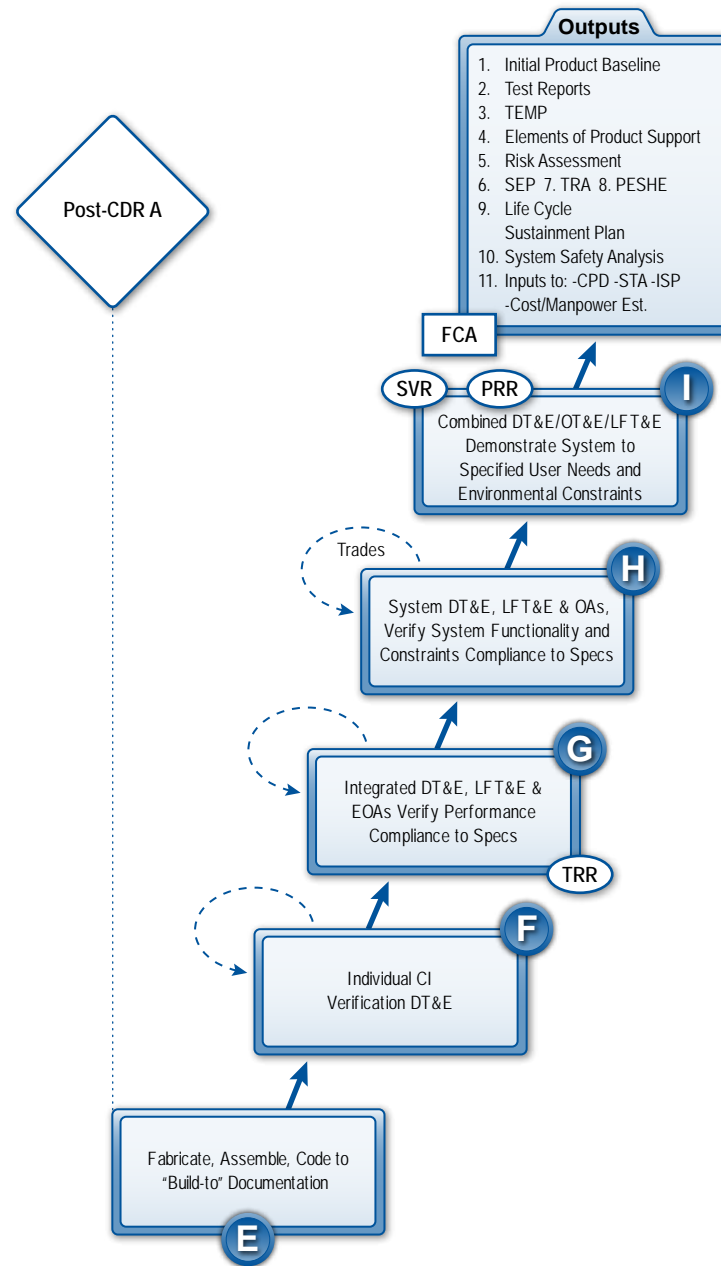 Outputs
1. Initial Product Baseline
2. Test Reports
3. TEMP
4. Elements of Product Support
5. Risk Assessment
6. SEP 7. TRA 8. PESHE
9. Life Cycle
Sustainment Plan
10. System Safety Analysis
11. Inputs to: -CPD -STA -ISP
-Cost/Manpower Est.
Post-CDR A
FCA
SVR
PRR
I
Combined DT&E/OT&E/LFT&E
Demonstrate System to
Specified User Needs and
Environmental Constraints
Trades
H
System DT&E, LFT&E & OAs,
Verify System Functionality and
Constraints Compliance to Specs
G
Integrated DT&E, LFT&E &
EOAs Verify Performance
Compliance to Specs
TRR
F
Individual CI
Verification DT&E
Fabricate, Assemble, Code to
"Build-to" Documentation
E